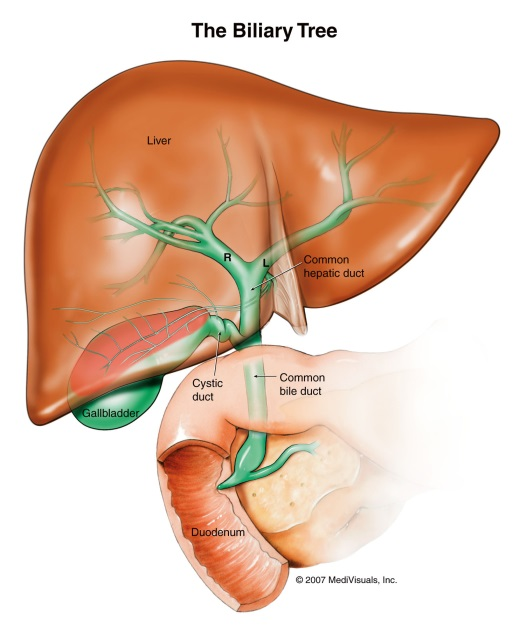 The Biliary Tree
Liver
R
L
Common
hepatic duct
Cystic
duct
Common
bile duct
Gallbladder
Duodenum
© 2007 MediVisuals, Inc.